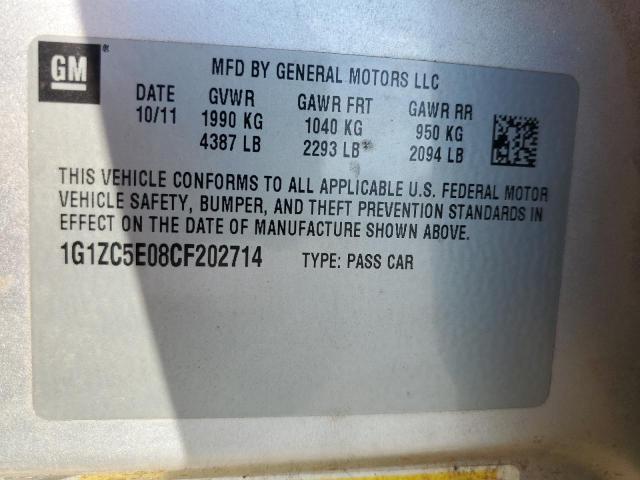 GM ® MFD BY GENERAL MOTORS LLC
DATE GVWR GAWR FRT GAWR RR
10/11 1990 KG 1040 KG 950 KG
4387 LB 2293 LB 2094 LB
THIS VEHICLE CONFORMS TO ALL APPLICABLE U.S. FEDERAL MOTOR
VEHICLE SAFETY, BUMPER, AND THEFT PREVENTION STANDARDS IN
EFFECT ON THE DATE OF MANUFACTURE SHOWN ABOVE.
1G1ZC5E08CF202714 TYPE: PASS CAR